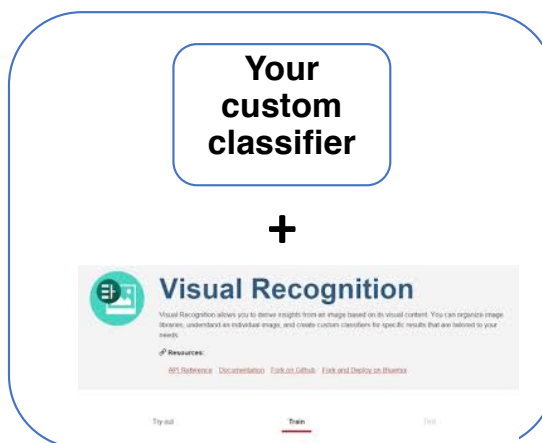 Your
custom
classifier
+
Visual Recognition
Visual Recognition allows you to derive insights from an image based on its visual content. You can organize image
libraries, understand an individual image, and create custom classifiers for specific results that are tailored to your
needs.
Resources:
API Reference Documentation Fork on Github Fork and Deploy on Bluemix
Try out Train Test